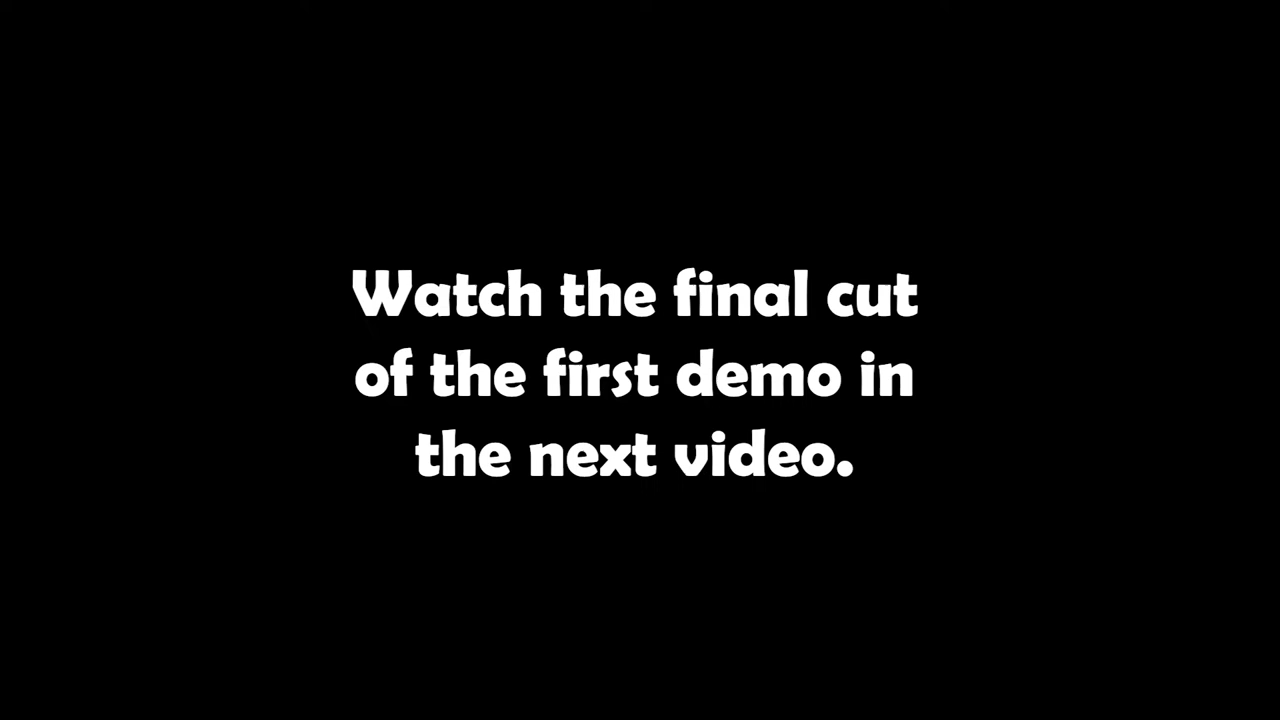 Watch the final cut
of the first demo in
the next video.